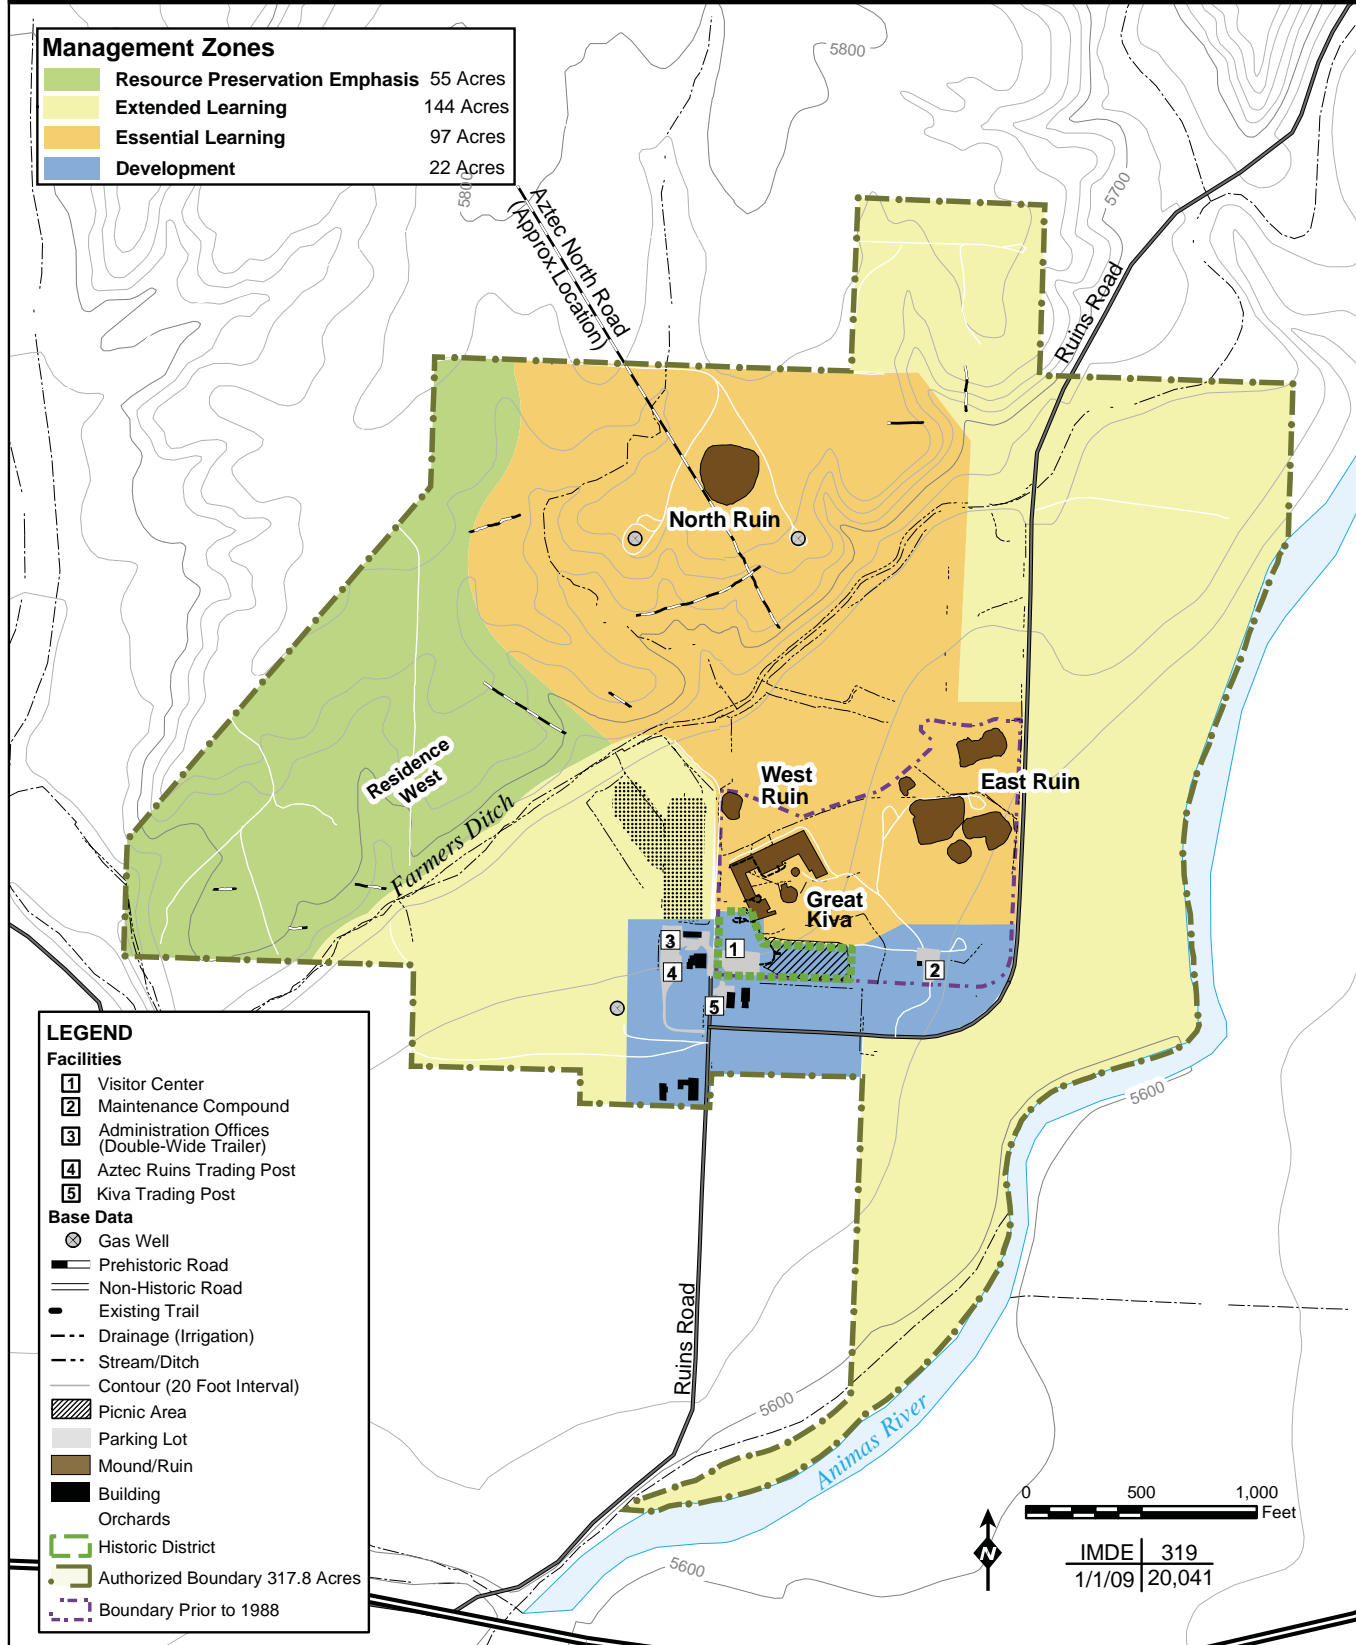 Management Zones
Resource Preservation Emphasis 55 Acres
Extended Learning 144 Acres
Essential Learning 97 Acres
Development 22 Acres
5800
5800
5700
Aztec North Road
(Approx.Location)
Ruins Road
North Ruin
Residence
West
Farmers Ditch
West
Ruin
East Ruin
Great
Kiva
1
2
3
4
5
5600
Ruins Road
5600
Animas River
5600
LEGEND
Facilities
1 Visitor Center
2 Maintenance Compound
3 Administration Offices
(Double-Wide Trailer)
4 Aztec Ruins Trading Post
5 Kiva Trading Post
Base Data
Gas Well
Prehistoric Road
Non-Historic Road
Existing Trail
Drainage (Irrigation)
Stream/Ditch
Contour (20 Foot Interval)
Picnic Area
Parking Lot
Mound/Ruin
Building
Orchards
Historic District
Authorized Boundary 317.8 Acres
Boundary Prior to 1988
0 500 1,000
Feet
N
IMDE 319
1/1/09 20,041